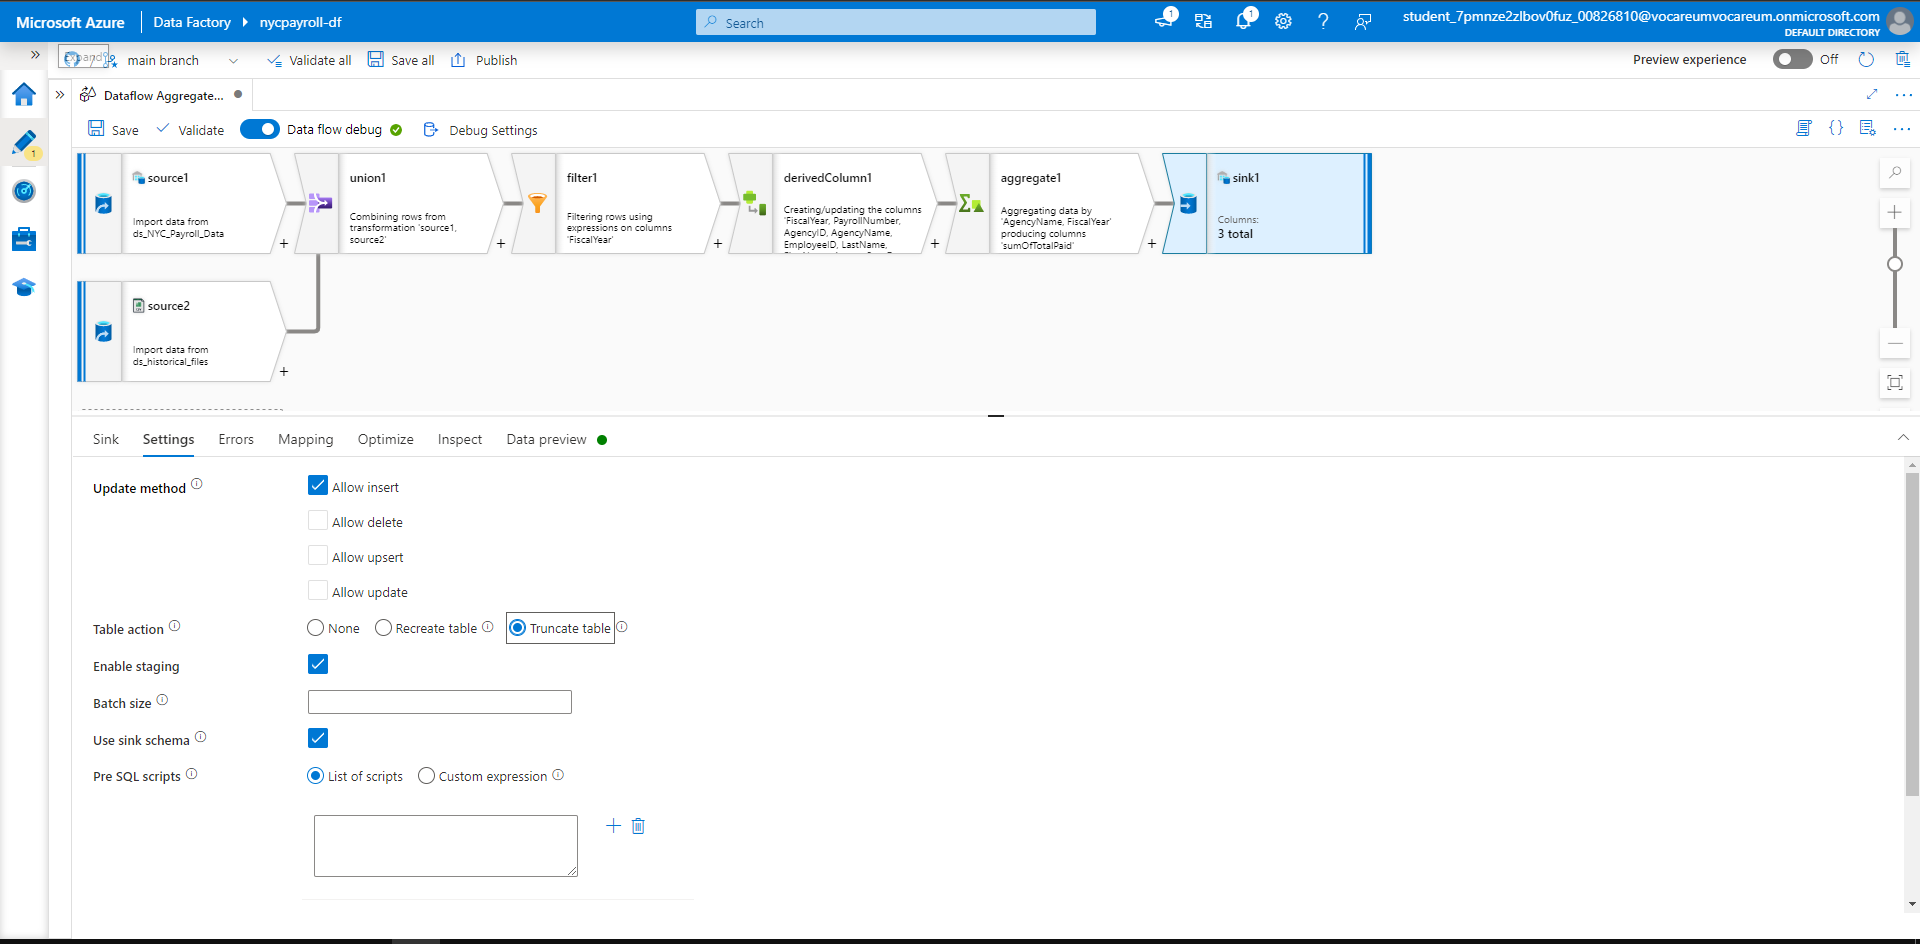 Microsoft Azure
Data Factory
nycpayroll-df
Search
1
1
student_7pmnze2zlbov0fuz_00826810@vocareumvocareum.onmicrosoft.com
DEFAULT DIRECTORY
Expand
main branch
Validate all
Save all
Publish
Preview experience
Off
1
Dataflow Aggregate...
Save
Validate
Data flow debug
Debug Settings
source1
Import data from
ds_NYC_Payroll_Data
union1
Combining rows from
transformation 'source1,
source2'
filter1
Filtering rows using
expressions on columns
'FiscalYear'
derivedColumn1
Creating/updating the columns
'FiscalYear, PayrollNumber,
AgencyID, AgencyName,
EmployeeID, LastName,
aggregate1
Aggregating data by
'AgencyName, FiscalYear'
producing columns
'sumOfTotalPaid'
sink1
Columns:
3 total
source2
Import data from
ds_historical_files
Sink
Settings
Errors
Mapping
Optimize
Inspect
Data preview
Update method
Allow insert
Allow delete
Allow upsert
Allow update
Table action
None
Recreate table
Truncate table
Enable staging
Batch size
Use sink schema
Pre SQL scripts
List of scripts
Custom expression